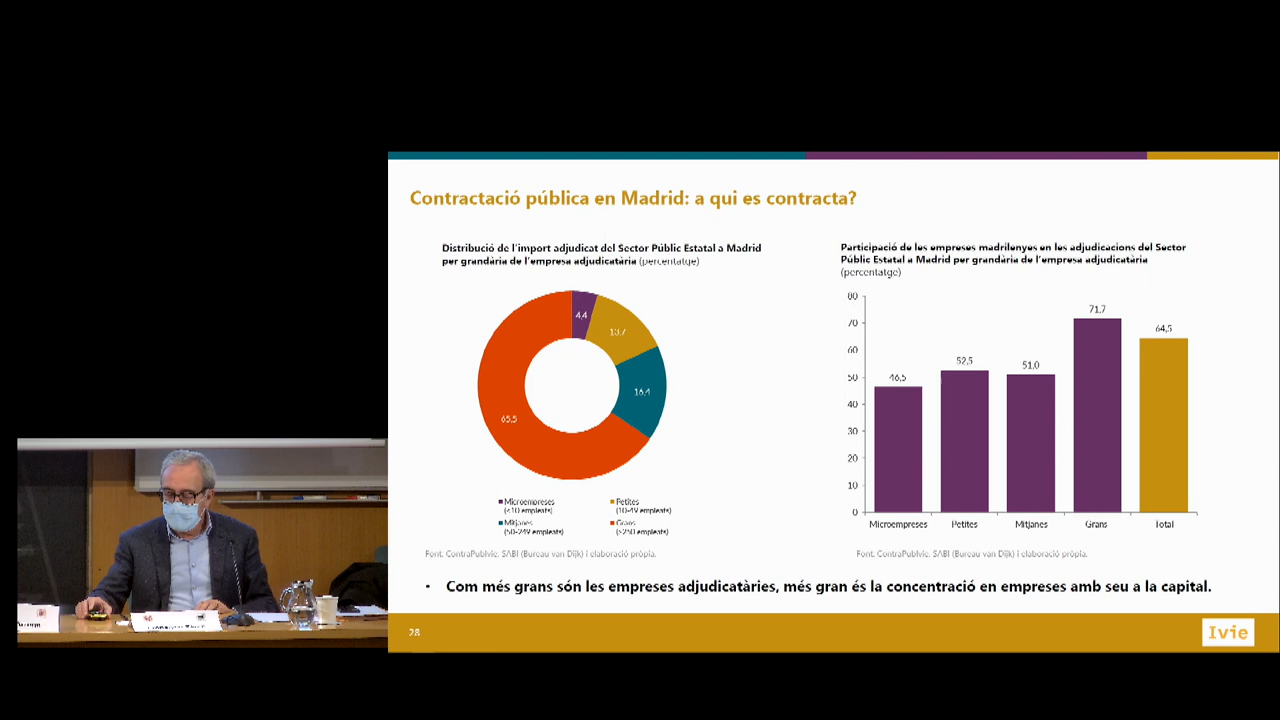 Contractació pública en Madrid: a qui es contracta?
Distribució de l'import adjudicat del Sector Públic Estatal a Madrid
per grandària de l'empresa adjudicatària (percentatge)
4,4
13,7
16,4
65,5
Microempreses
(<10 empleats)
Petites
(10-49 empleats)
Mitjanes
(50-249 empleats)
Grans
(>250 empleats)
Font: ContraPubIvie, SABI (Bureau van Dijk) i elaboració pròpia.
Participació de les empreses madrilenyes en les adjudicacions del Sector
Públic Estatal a Madrid per grandària de l'empresa adjudicatària
(percentatge)
80
70
60
50
40
30
20
10
0
46,5
52,5
51,0
71,7
64,5
Microempreses
Petites
Mitjanes
Grans
Total
Font: ContraPubIvie, SABI (Bureau van Dijk) i elaboració pròpia.
• Com més grans són les empreses adjudicatàries, més gran és la concentració en empreses amb seu a la capital.
28
Ivie